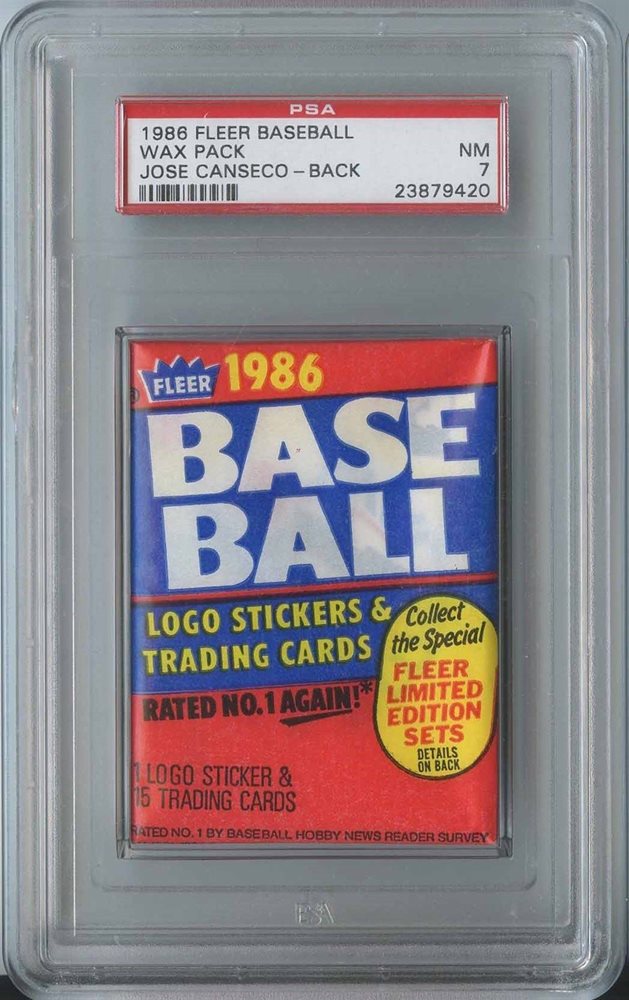 PSA
1986 FLEER BASEBALL
WAX PACK NM
JOSE CANSECO – BACK 7
23879420
FLEER 1986
BASE
BALL
LOGO STICKERS &
TRADING CARDS
Collect
the Special
FLEER
LIMITED
EDITION
SETS
DETAILS
ON BACK
RATED NO. 1 AGAIN!*
1 LOGO STICKER &
15 TRADING CARDS
RATED NO. 1 BY BASEBALL HOBBY NEWS READER SURVEY
PSA